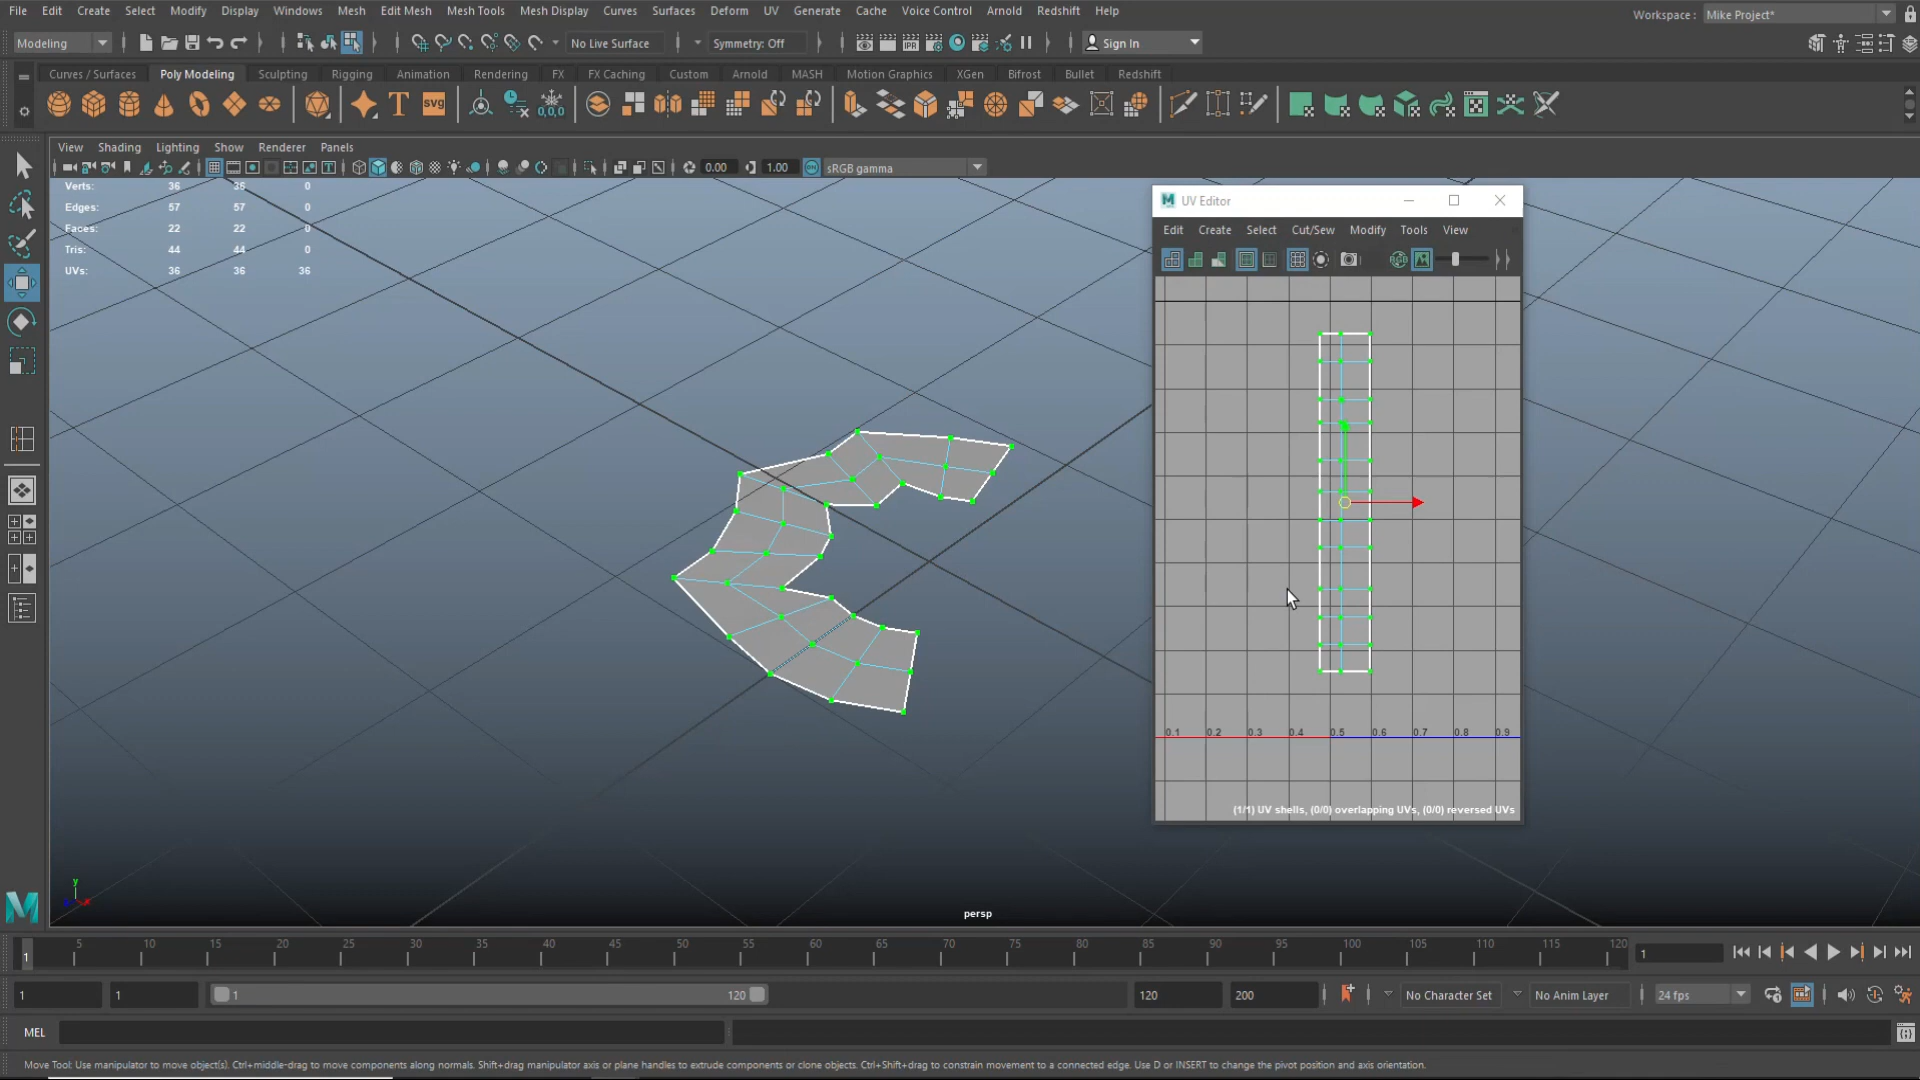 File Edit Create Select Modify Display Windows Mesh Edit Mesh Mesh Tools Mesh Display Curves Surfaces Deform UV Generate Cache Voice Control Arnold Redshift Help Workspace : Mike Project*
Modeling No Live Surface Symmetry: Off IPR Sign In
Curves / Surfaces Poly Modeling Sculpting Rigging Animation Rendering FX FX Caching Custom Arnold MASH Motion Graphics XGen Bifrost Bullet Redshift
T SVG 0,0,0
View Shading Lighting Show Renderer Panels
0.00 1.00 ON sRGB gamma
Verts: 36 36 0
Edges: 57 57 0
Faces: 22 22 0
Tris: 44 44 0
UVs: 36 36 36
UV Editor
Edit Create Select Cut/Sew Modify Tools View
0.1 0.2 0.3 0.4 0.5 0.6 0.7 0.8 0.9
(1/1) UV shells, (0/0) overlapping UVs, (0/0) reversed UVs
y
x
persp
5 10 15 20 25 30 35 40 45 50 55 60 65 70 75 80 85 90 95 100 105 110 115 120
1 1
1 1 1 120 120 200 No Character Set No Anim Layer 24 fps
MEL
Move Tool: Use manipulator to move object(s). Ctrl+middle-drag to move components along normals. Shift+drag manipulator axis or plane handles to extrude components or clone objects. Ctrl+Shift+drag to constrain movement to a connected edge. Use D or INSERT to change the pivot position and axis orientation.